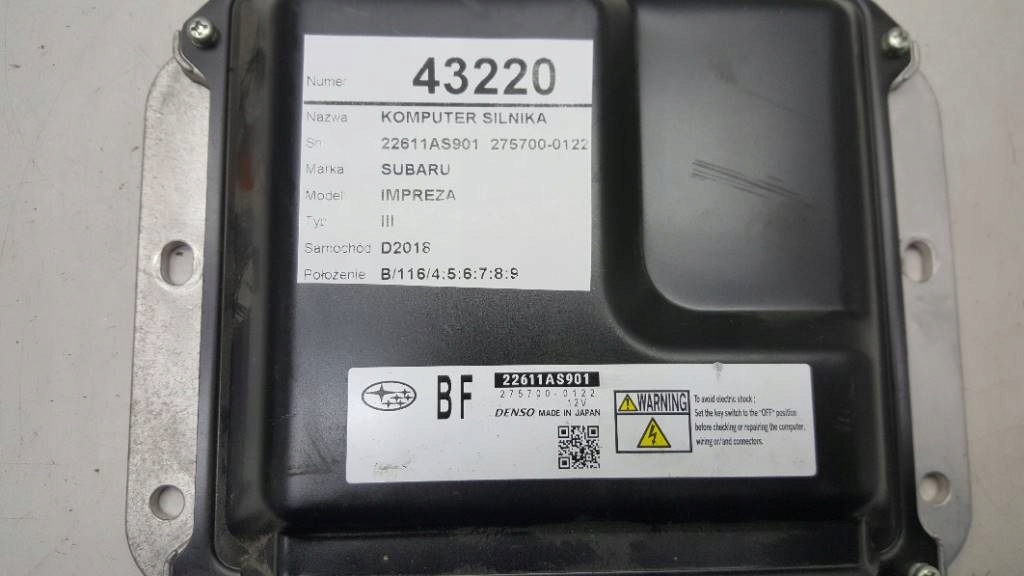 Numer 43220
Nazwa KOMPUTER SILNIKA
Sn 22611AS901 275700-0122
Marka SUBARU
Model IMPREZA
Typ III
Samochód D2018
Położenie B/116/4:5:6:7:8:9
BF
22611AS901
275700-0122
12V
DENSO MADE IN JAPAN
WARNING
To avoid electric shock ;
Set the key switch to the "OFF" position
before checking or repairing the computer,
wiring or/and connectors.